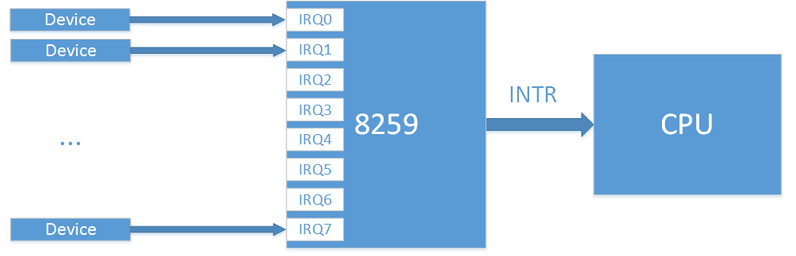 Device
IRQ0
Device
IRQ1
IRQ2
IRQ3
IRQ4
IRQ5
IRQ6
Device
IRQ7
...
8259
INTR
CPU